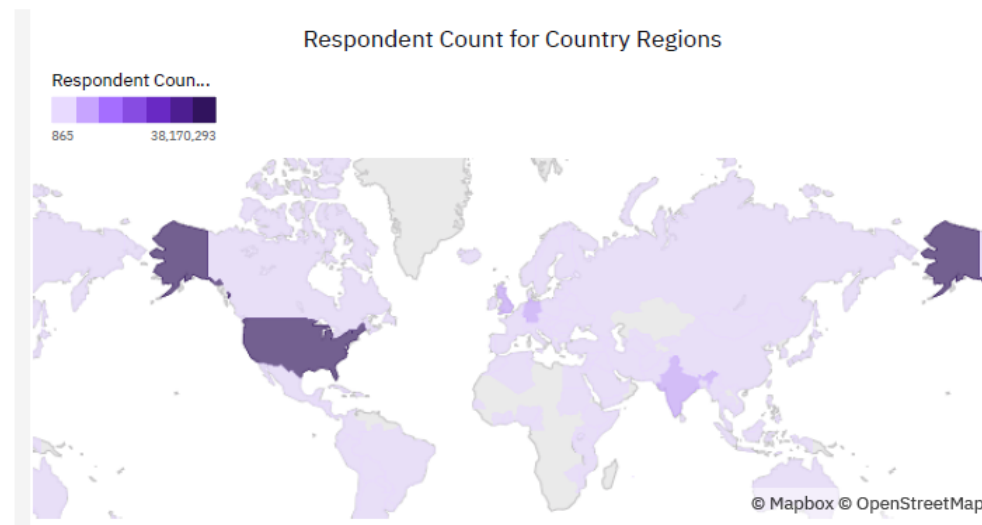 Respondent Count for Country Regions
Respondent Coun...
865 38,170,293
© Mapbox © OpenStreetMap